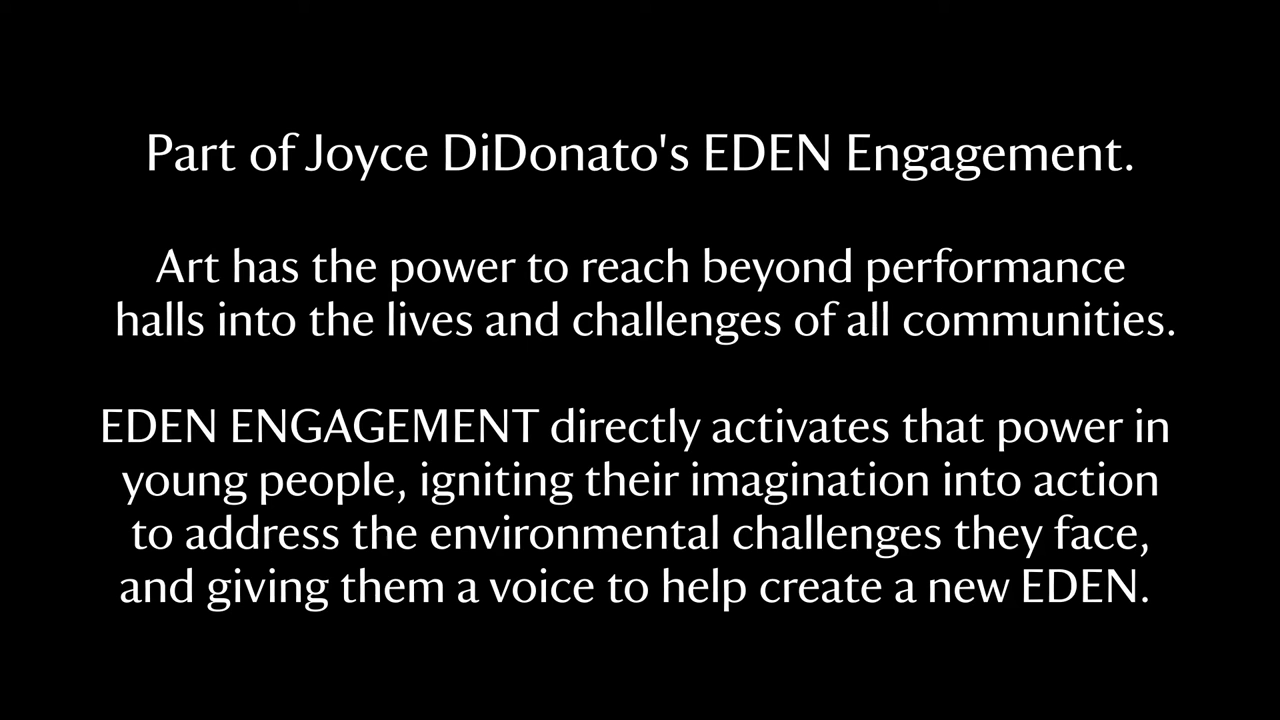 Part of Joyce DiDonato's EDEN Engagement.
Art has the power to reach beyond performance
halls into the lives and challenges of all communities.
EDEN ENGAGEMENT directly activates that power in
young people, igniting their imagination into action
to address the environmental challenges they face,
and giving them a voice to help create a new EDEN.